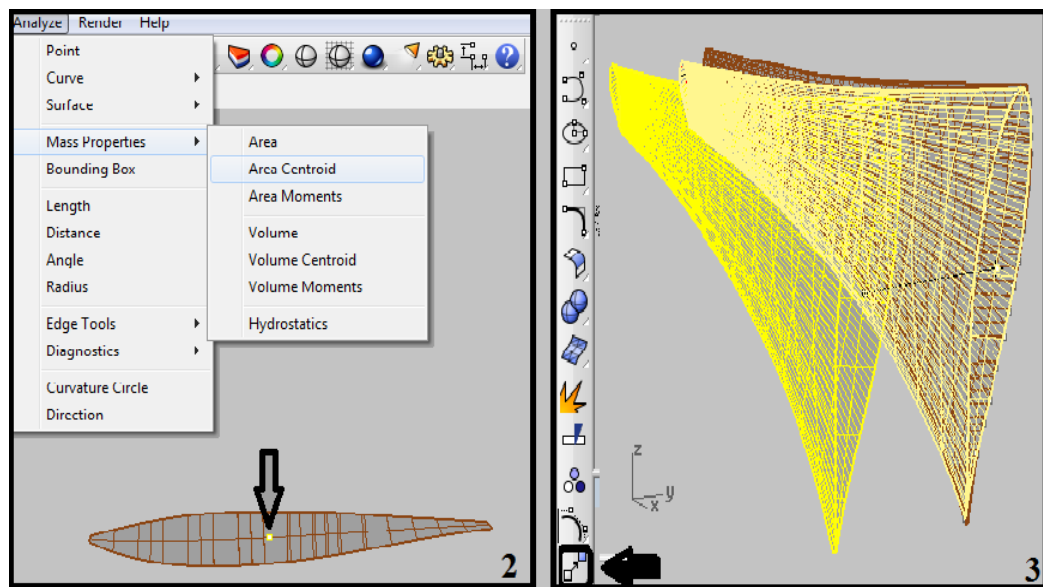 Analyze Render Help
Point
Curve
Surface
Mass Properties
Bounding Box
Length
Distance
Angle
Radius
Edge Tools
Diagnostics
Curvature Circle
Direction
Area
Area Centroid
Area Moments
Volume
Volume Centroid
Volume Moments
Hydrostatics
2
z
y
x
3